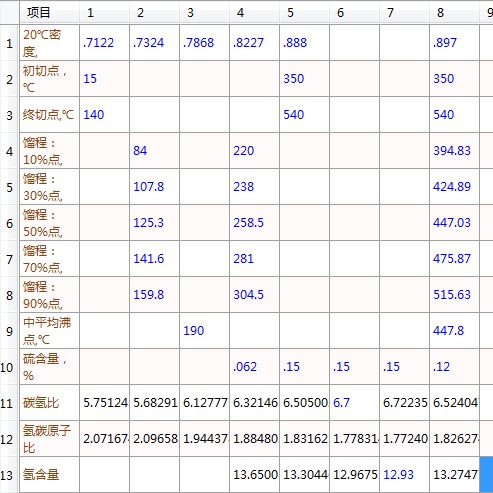 项目 1 2 3 4 5 6 7 8 9
1 20℃密度, .7122 .7324 .7868 .8227 .888 .897
2 初切点，℃ 15 350 350
3 终切点,℃ 140 540 540
4 馏程：10%点, 84 220 394.83
5 馏程：30%点, 107.8 238 424.89
6 馏程：50%点, 125.3 258.5 447.03
7 馏程：70%点, 141.6 281 475.87
8 馏程：90%点, 159.8 304.5 515.63
9 中平均沸点,℃ 190 447.8
10 硫含量，% .062 .15 .15 .15 .12
11 碳氢比 5.75124 5.68291 6.12777 6.32146 6.50500 6.7 6.72235 6.52404
12 氢碳原子比 2.07167 2.09658 1.94437 1.88480 1.83162 1.77831 1.77240 1.82627
13 氢含量 13.6500 13.3044 12.9675 12.93 13.2747